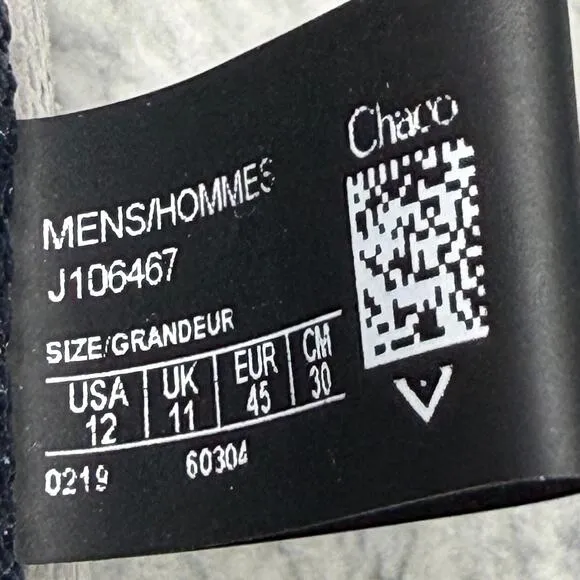 Chaco
MENS/HOMMES
J106467
SIZE/GRANDEUR
USA UK EUR CM
12 11 45 30
0219 60304